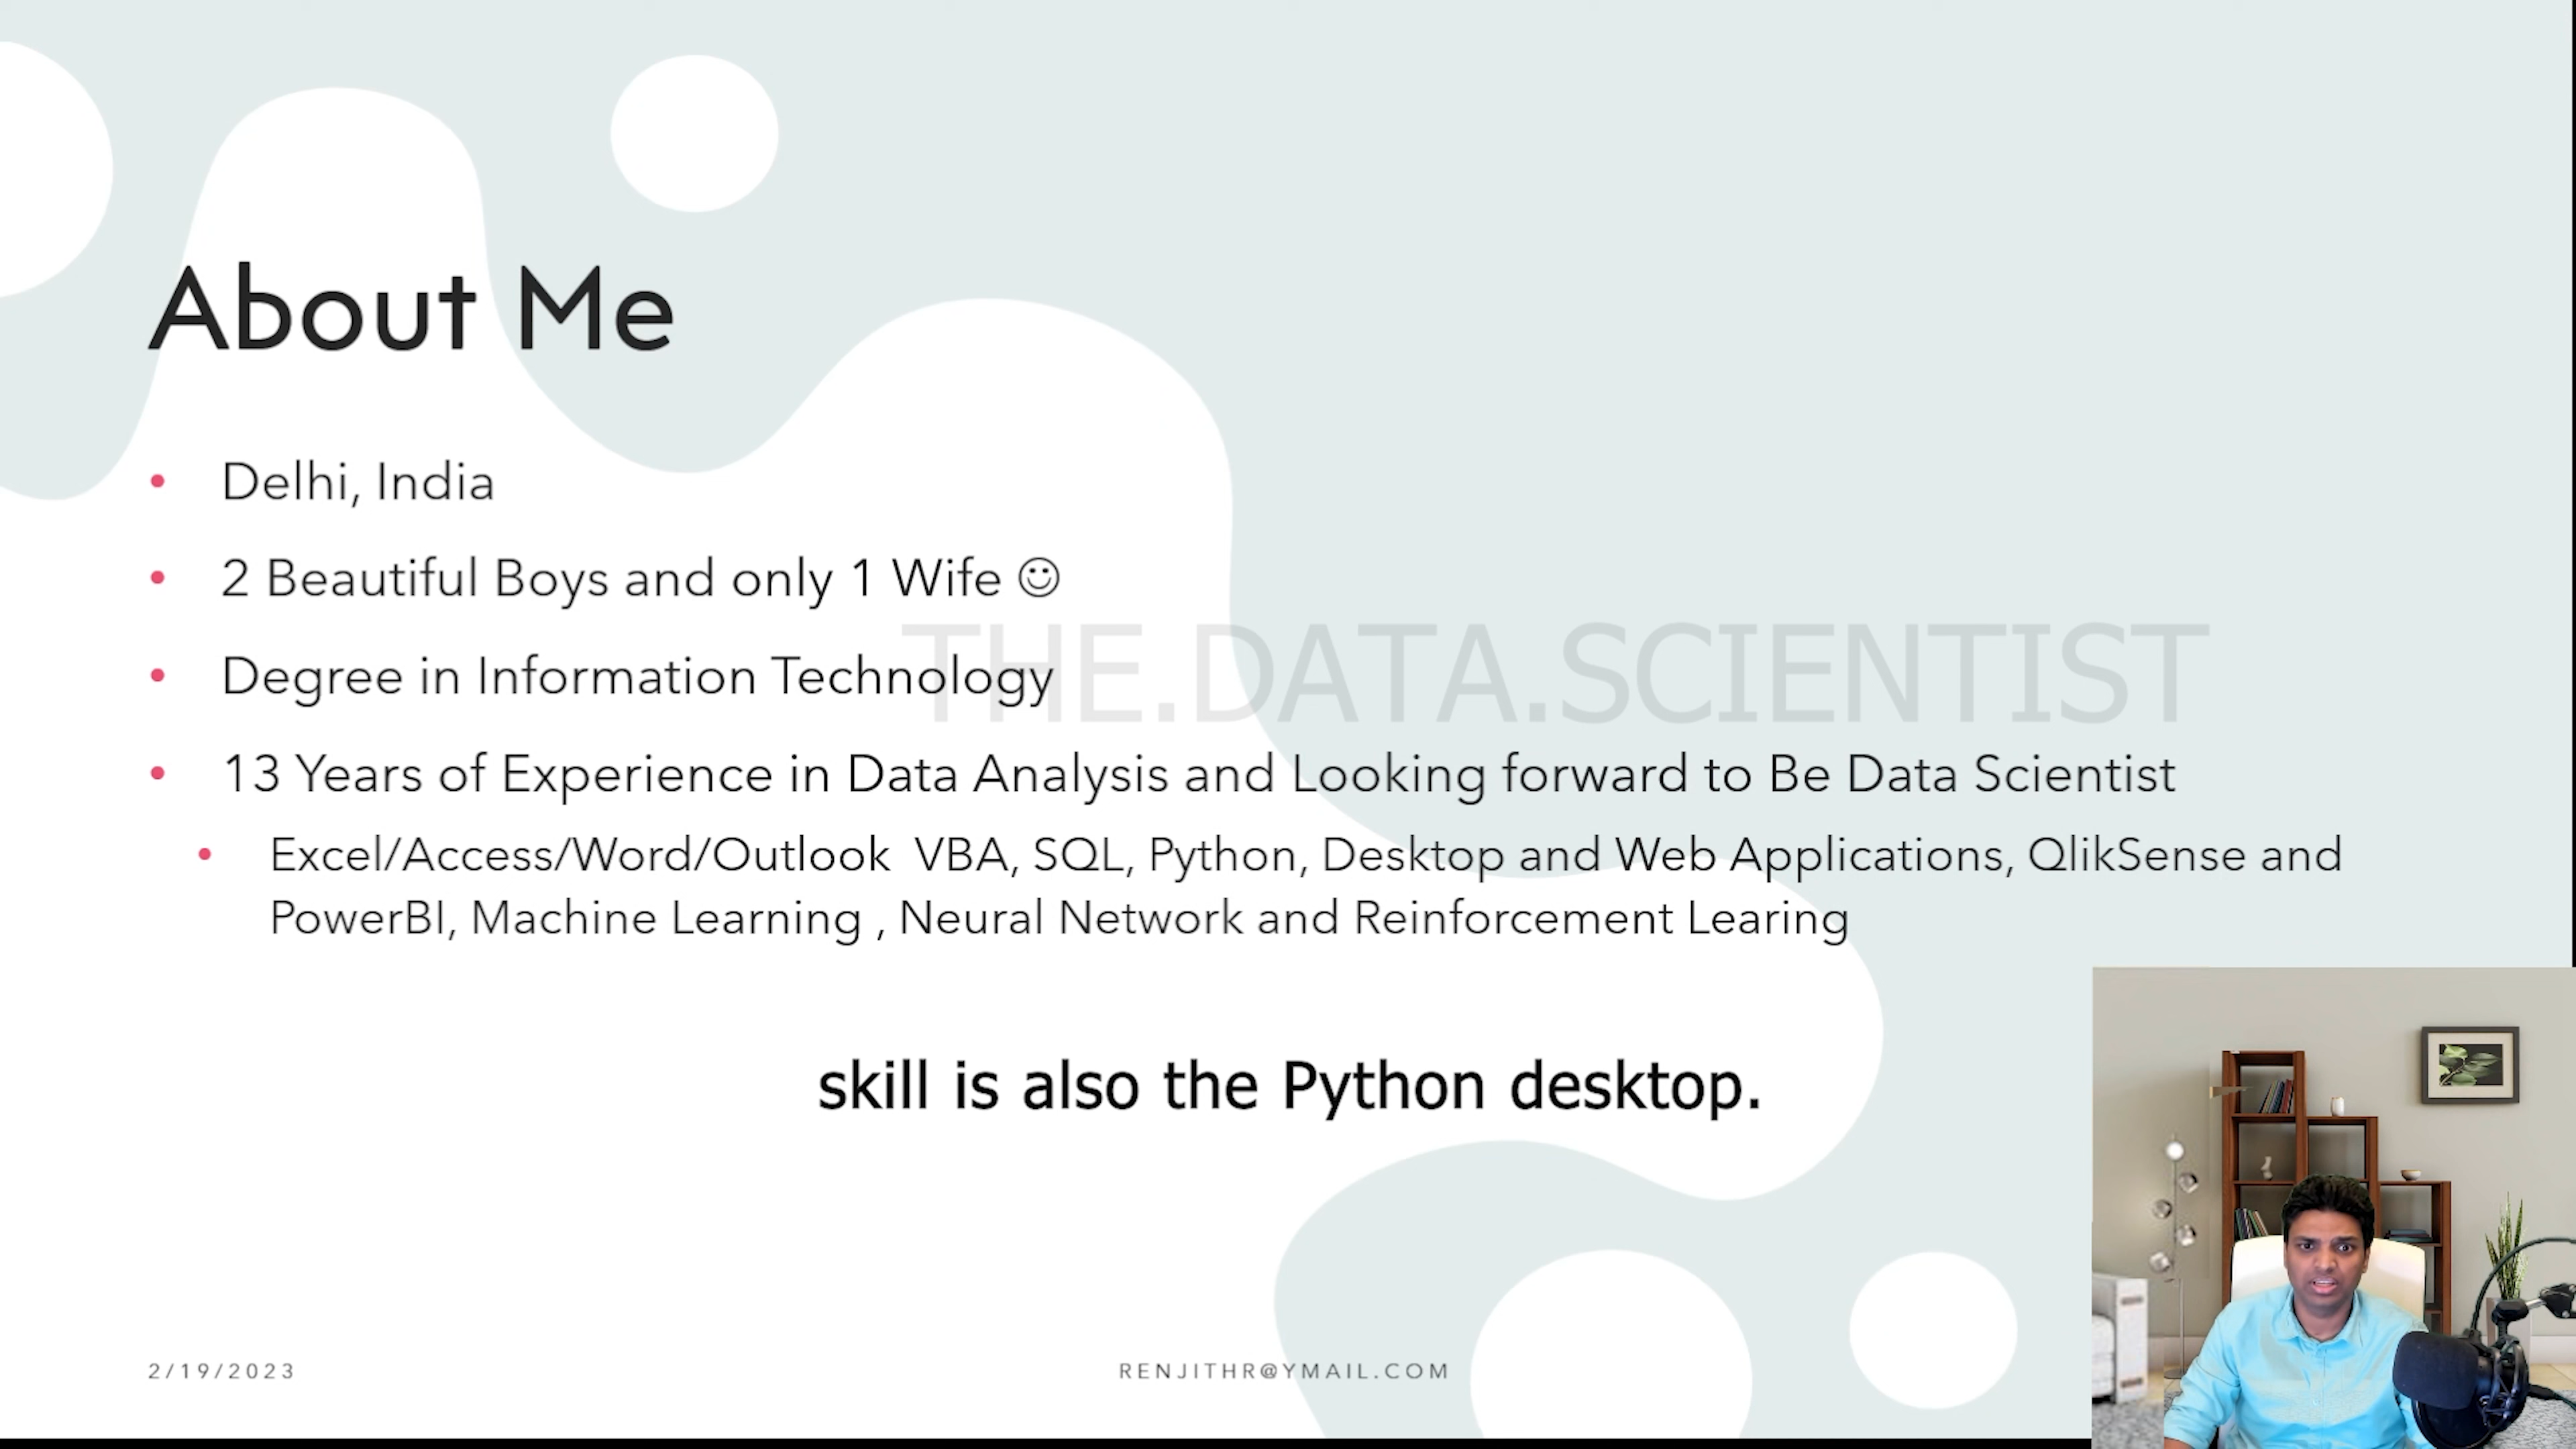 About Me
• Delhi, India
• 2 Beautiful Boys and only 1 Wife ☺
THE.DATA.SCIENTIST
• Degree in Information Technology
• 13 Years of Experience in Data Analysis and Looking forward to Be Data Scientist
• Excel/Access/Word/Outlook  VBA, SQL, Python, Desktop and Web Applications, QlikSense and
PowerBI, Machine Learning , Neural Network and Reinforcement Learing
skill is also the Python desktop.
2/19/2023
RENJITHR@YMAIL.COM